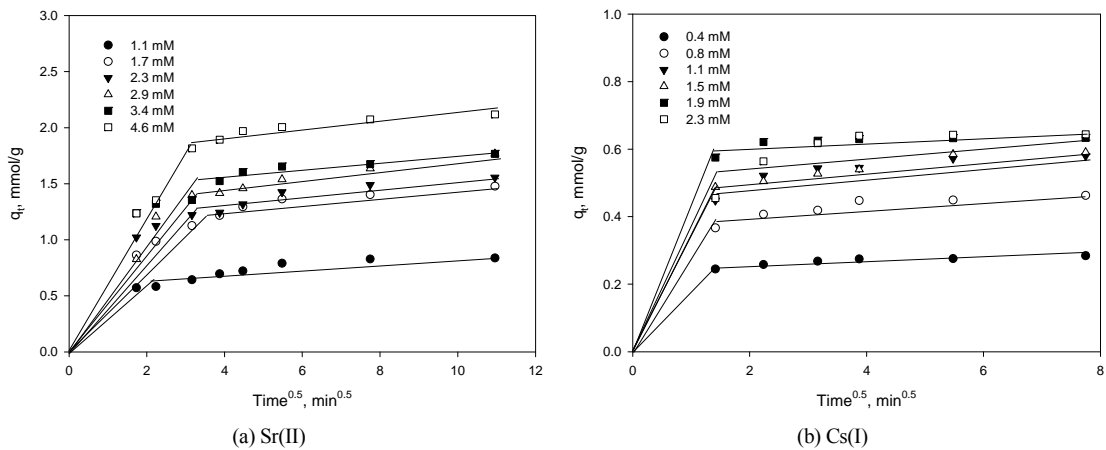 3.0
2.5
2.0
1.5
1.0
0.5
0.0
0 2 4 6 8 10 12
q_t, mmol/g
Time^0.5, min^0.5
1.1 mM
1.7 mM
2.3 mM
2.9 mM
3.4 mM
4.6 mM
(a) Sr(II)
1.0
0.8
0.6
0.4
0.2
0.0
0 2 4 6 8
q_t, mmol/g
Time^0.5, min^0.5
0.4 mM
0.8 mM
1.1 mM
1.5 mM
1.9 mM
2.3 mM
(b) Cs(I)